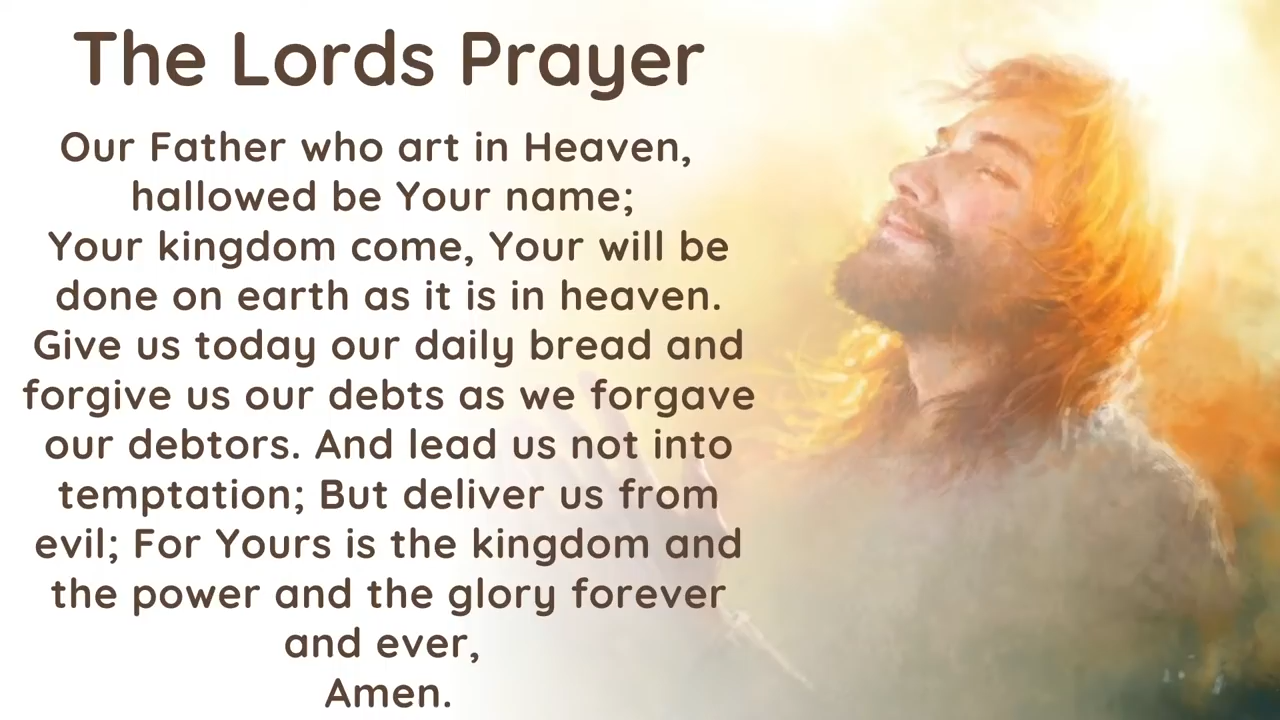 The Lords Prayer
Our Father who art in Heaven,
hallowed be Your name;
Your kingdom come, Your will be
done on earth as it is in heaven.
Give us today our daily bread and
forgive us our debts as we forgave
our debtors. And lead us not into
temptation; But deliver us from
evil; For Yours is the kingdom and
the power and the glory forever
and ever,
Amen.